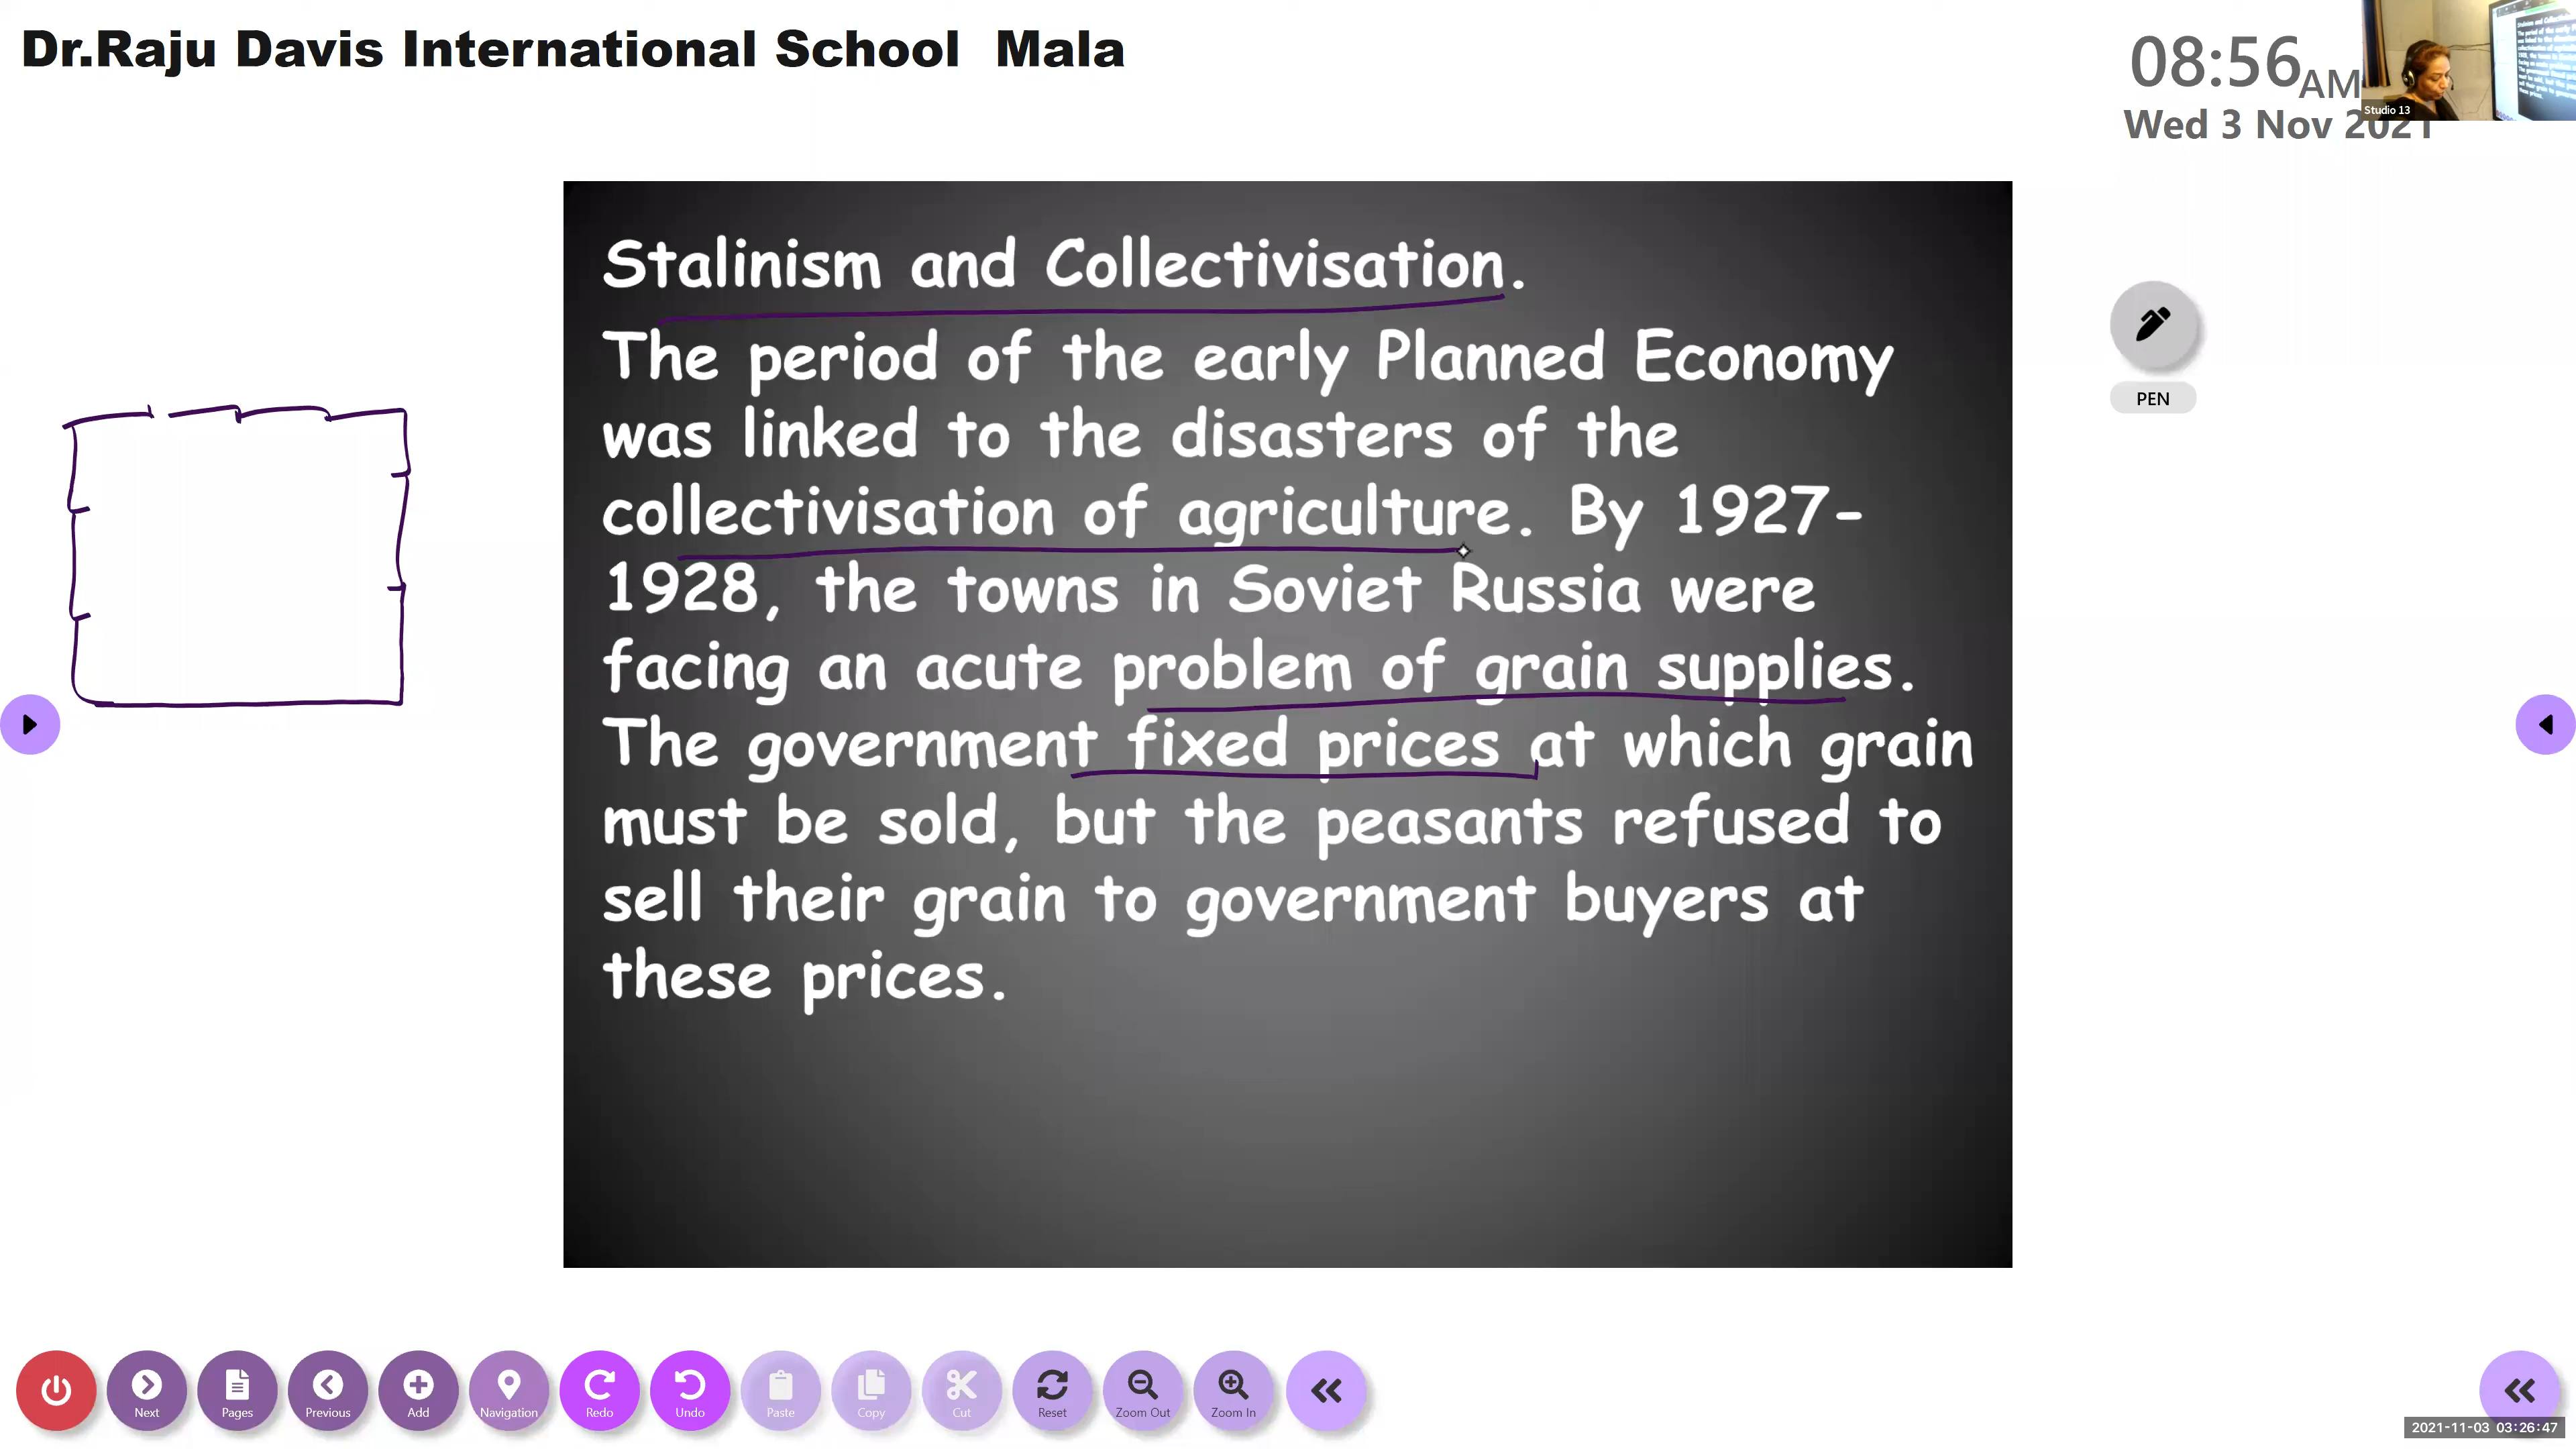 Dr.Raju Davis International School Mala
08:56AM
Wed 3 Nov 2021
Studio 13
Stalinism and Collectivisation.
The period of the early Planned Economy
was linked to the disasters of the
collectivisation of agriculture. By 1927-
1928, the towns in Soviet Russia were
facing an acute problem of grain supplies.
The government fixed prices at which grain
must be sold, but the peasants refused to
sell their grain to government buyers at
these prices.
PEN
Next
Pages
Previous
Add
Navigation
Redo
Undo
Paste
Copy
Cut
Reset
Zoom Out
Zoom In
2021-11-03 03:26:47